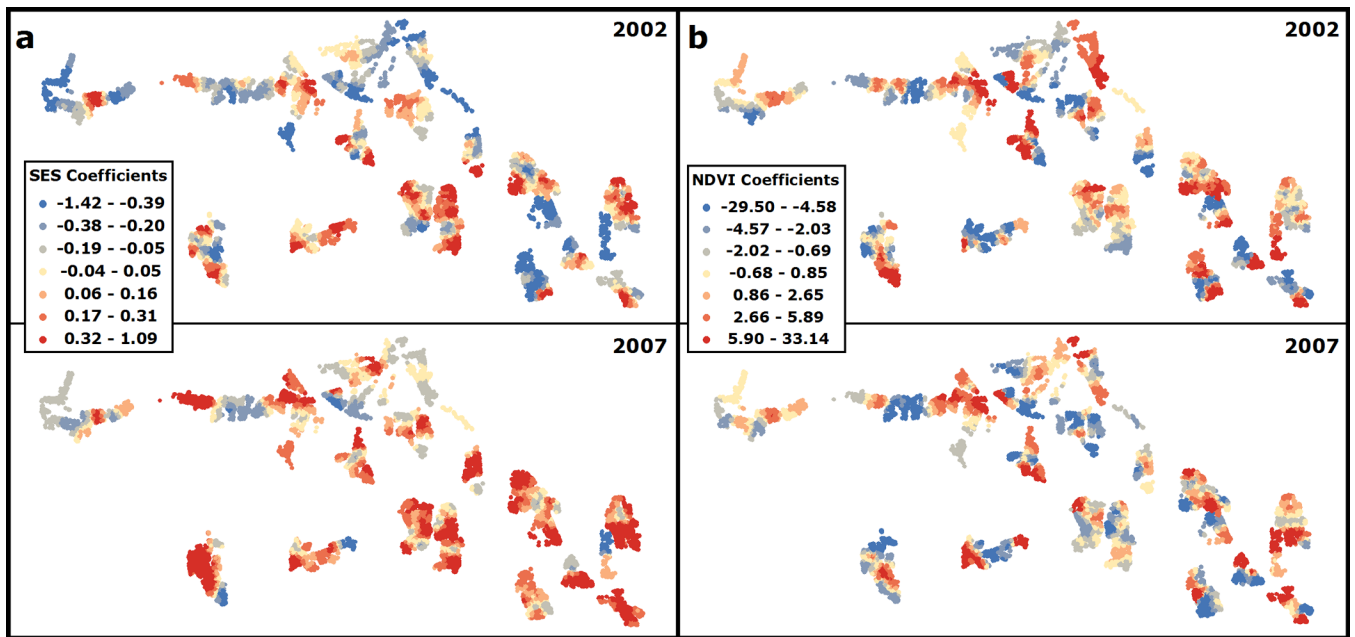 a
2002
SES Coefficients
-1.42 - -0.39
-0.38 - -0.20
-0.19 - -0.05
-0.04 - 0.05
0.06 - 0.16
0.17 - 0.31
0.32 - 1.09
2007
b
2002
NDVI Coefficients
-29.50 - -4.58
-4.57 - -2.03
-2.02 - -0.69
-0.68 - 0.85
0.86 - 2.65
2.66 - 5.89
5.90 - 33.14
2007